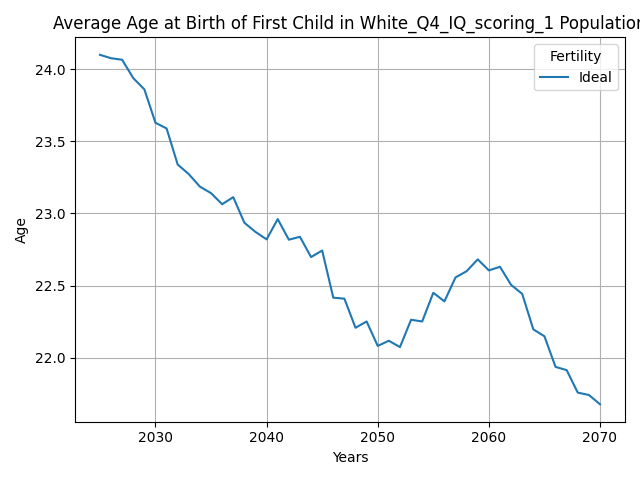 Average Age at Birth of First Child in White_Q4_IQ_scoring_1 Population
Fertility
Ideal
24.0
23.5
23.0
22.5
22.0
Age
2030 2040 2050 2060 2070
Years